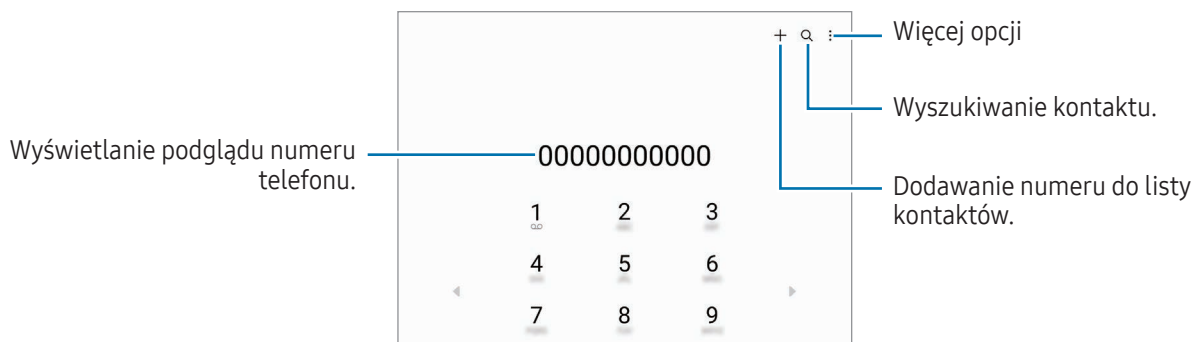 Więcej opcji
Wyszukiwanie kontaktu.
Wyświetlanie podglądu numeru
telefonu.
00000000000
Dodawanie numeru do listy
kontaktów.
1 2 3
4 5 6
7 8 9